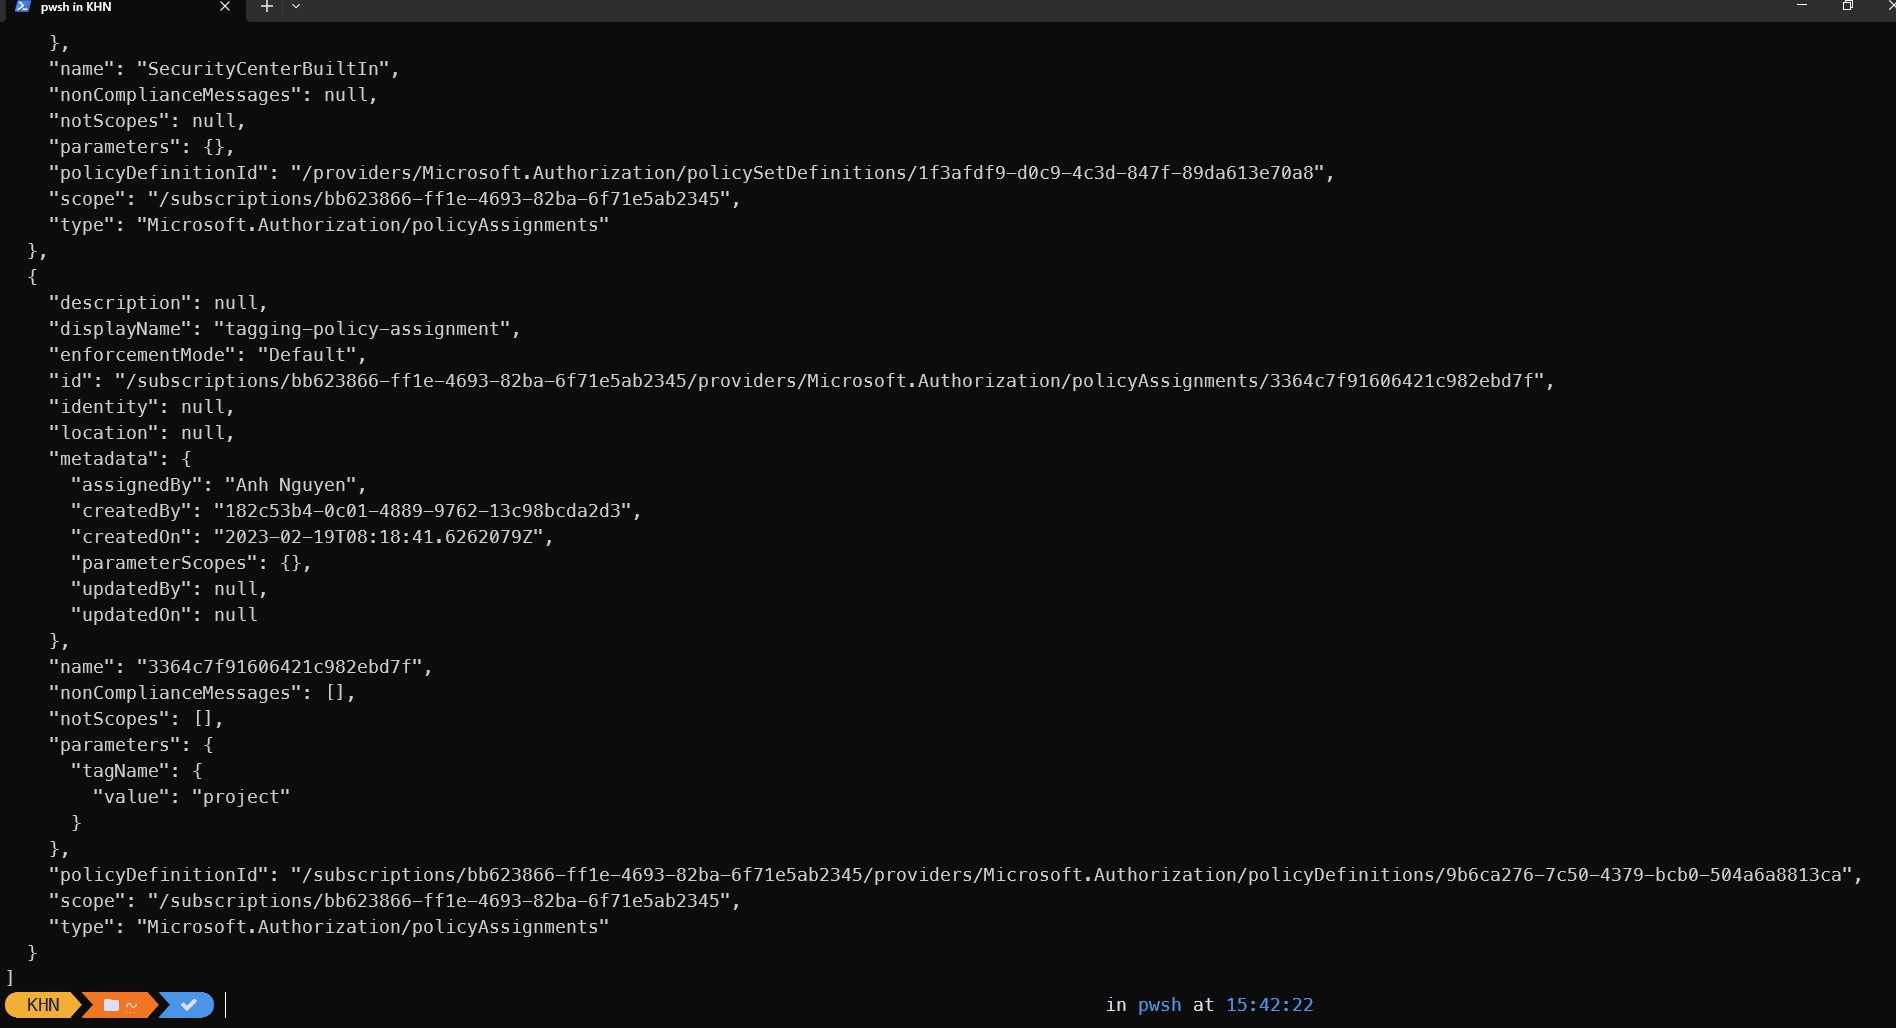 pwsh in KHN
    },
    "name": "SecurityCenterBuiltIn",
    "nonComplianceMessages": null,
    "notScopes": null,
    "parameters": {},
    "policyDefinitionId": "/providers/Microsoft.Authorization/policySetDefinitions/1f3afdf9-d0c9-4c3d-847f-89da613e70a8",
    "scope": "/subscriptions/bb623866-ff1e-4693-82ba-6f71e5ab2345",
    "type": "Microsoft.Authorization/policyAssignments"
  },
  {
    "description": null,
    "displayName": "tagging-policy-assignment",
    "enforcementMode": "Default",
    "id": "/subscriptions/bb623866-ff1e-4693-82ba-6f71e5ab2345/providers/Microsoft.Authorization/policyAssignments/3364c7f91606421c982ebd7f",
    "identity": null,
    "location": null,
    "metadata": {
      "assignedBy": "Anh Nguyen",
      "createdBy": "182c53b4-0c01-4889-9762-13c98bcda2d3",
      "createdOn": "2023-02-19T08:18:41.6262079Z",
      "parameterScopes": {},
      "updatedBy": null,
      "updatedOn": null
    },
    "name": "3364c7f91606421c982ebd7f",
    "nonComplianceMessages": [],
    "notScopes": [],
    "parameters": {
      "tagName": {
        "value": "project"
      }
    },
    "policyDefinitionId": "/subscriptions/bb623866-ff1e-4693-82ba-6f71e5ab2345/providers/Microsoft.Authorization/policyDefinitions/9b6ca276-7c50-4379-bcb0-504a6a8813ca",
    "scope": "/subscriptions/bb623866-ff1e-4693-82ba-6f71e5ab2345",
    "type": "Microsoft.Authorization/policyAssignments"
  }
]
KHN ~ in pwsh at 15:42:22